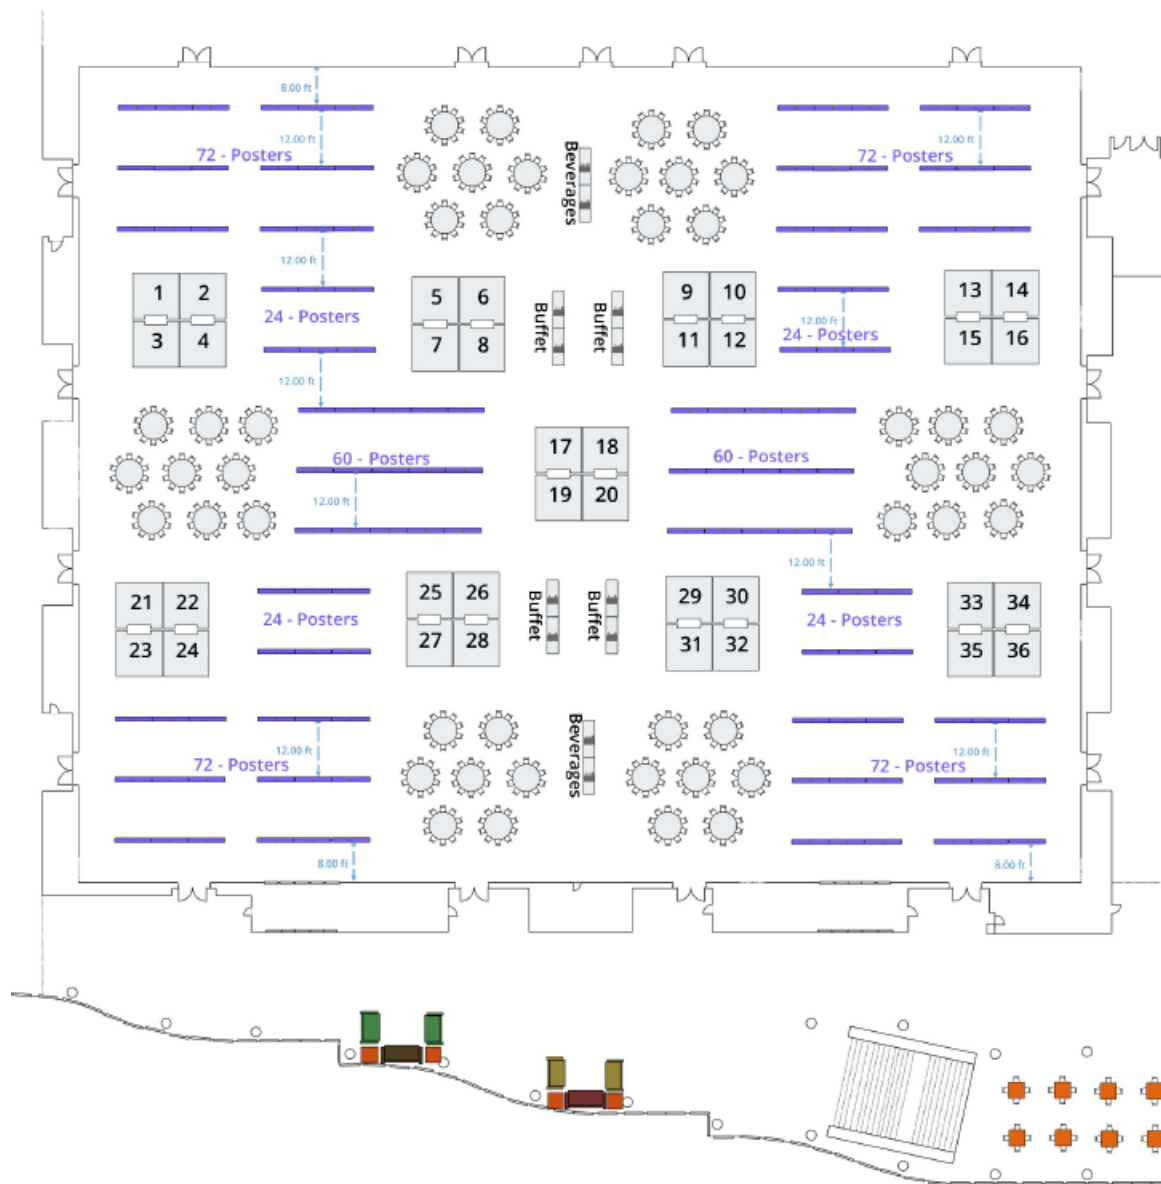 8.00 ft
12.00 ft
72 - Posters
Beverages
12.00 ft
72 - Posters
12.00 ft
1 2
3 4
24 - Posters
5 6
7 8
Buffet
Buffet
9 10
11 12
12.00 ft
24 - Posters
13 14
15 16
12.00 ft
60 - Posters
12.00 ft
17 18
19 20
60 - Posters
12.00 ft
21 22
23 24
24 - Posters
25 26
27 28
Buffet
Buffet
29 30
31 32
24 - Posters
33 34
35 36
12.00 ft
72 - Posters
Beverages
12.00 ft
72 - Posters
8.00 ft
8.00 ft